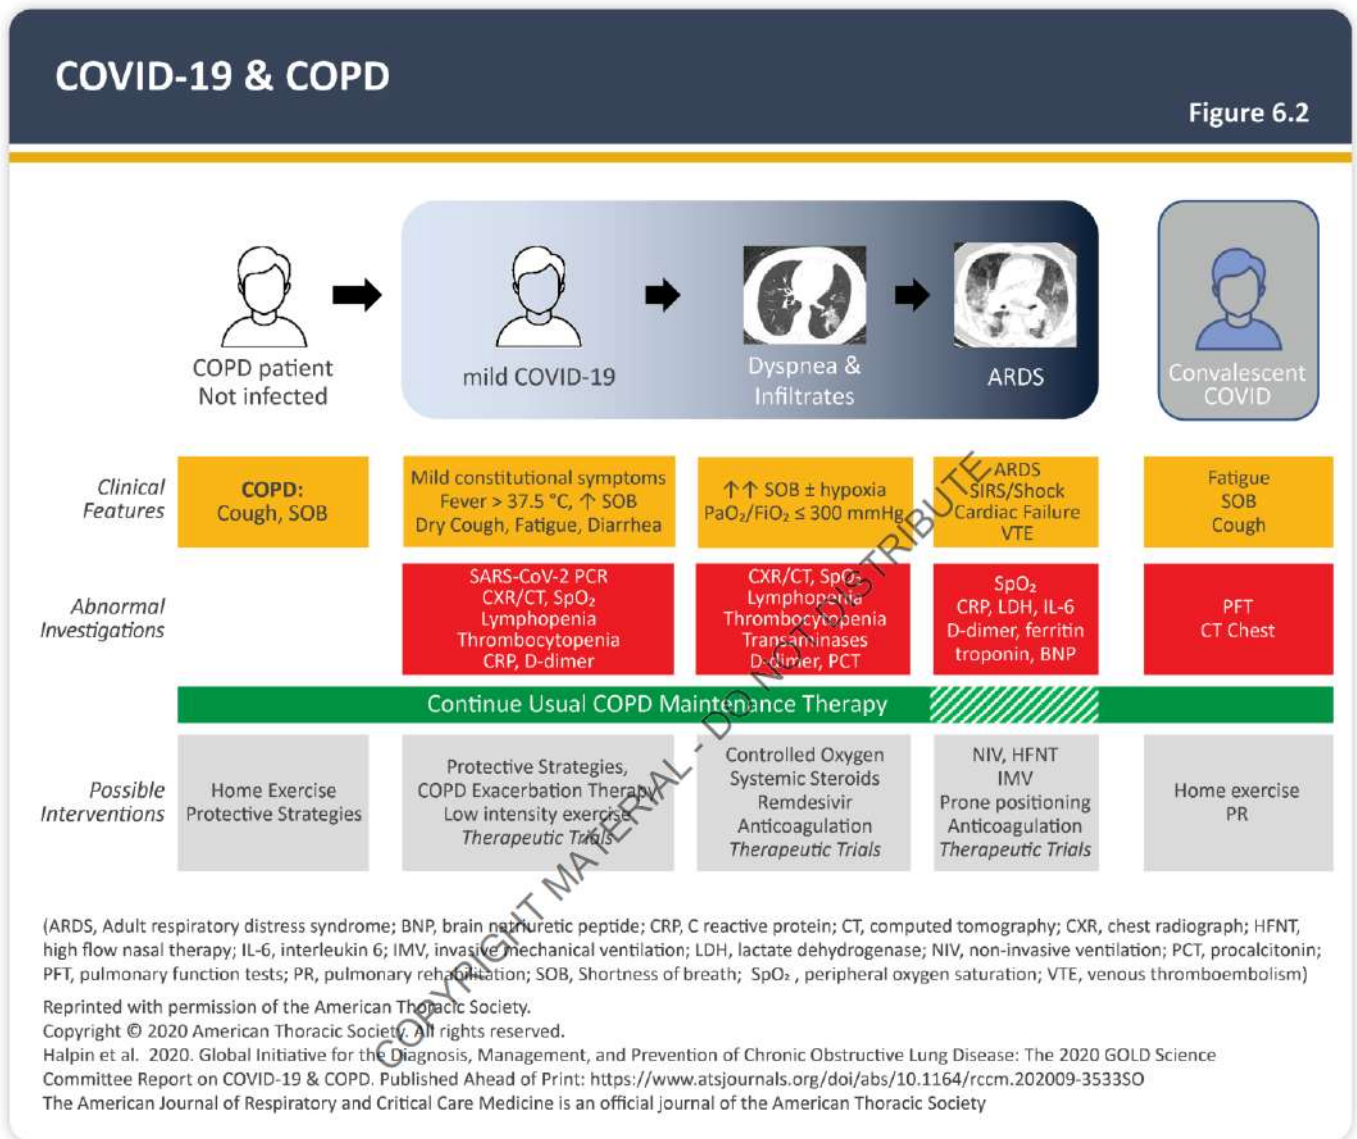 COVID-19 & COPD
Figure 6.2
COPD patient
Not infected
mild COVID-19
Dyspnea &
Infiltrates
ARDS
Convalescent
COVID
Clinical
Features
COPD:
Cough, SOB
Mild constitutional symptoms
Fever > 37.5 °C, ↑ SOB
Dry Cough, Fatigue, Diarrhea
↑↑ SOB ± hypoxia
PaO₂/FiO₂ ≤ 300 mmHg
ARDS
SIRS/Shock
Cardiac Failure
VTE
Fatigue
SOB
Cough
Abnormal
Investigations
SARS-CoV-2 PCR
CXR/CT, SpO₂
Lymphopenia
Thrombocytopenia
CRP, D-dimer
CXR/CT, SpO₂
Lymphopenia
Thrombocytopenia
Transaminases
D-dimer, PCT
SpO₂
CRP, LDH, IL-6
D-dimer, ferritin
troponin, BNP
PFT
CT Chest
Continue Usual COPD Maintenance Therapy
Possible
Interventions
Home Exercise
Protective Strategies
Protective Strategies,
COPD Exacerbation Therapy
Low intensity exercise
Therapeutic Trials
Controlled Oxygen
Systemic Steroids
Remdesivir
Anticoagulation
Therapeutic Trials
NIV, HFNT
IMV
Prone positioning
Anticoagulation
Therapeutic Trials
Home exercise
PR
(ARDS, Adult respiratory distress syndrome; BNP, brain natriuretic peptide; CRP, C reactive protein; CT, computed tomography; CXR, chest radiograph; HFNT,
high flow nasal therapy; IL-6, interleukin 6; IMV, invasive mechanical ventilation; LDH, lactate dehydrogenase; NIV, non-invasive ventilation; PCT, procalcitonin;
PFT, pulmonary function tests; PR, pulmonary rehabilitation; SOB, Shortness of breath; SpO₂ , peripheral oxygen saturation; VTE, venous thromboembolism)
Reprinted with permission of the American Thoracic Society.
Copyright © 2020 American Thoracic Society. All rights reserved.
Halpin et al. 2020. Global Initiative for the Diagnosis, Management, and Prevention of Chronic Obstructive Lung Disease: The 2020 GOLD Science
Committee Report on COVID-19 & COPD. Published Ahead of Print: https://www.atsjournals.org/doi/abs/10.1164/rccm.202009-3533SO
The American Journal of Respiratory and Critical Care Medicine is an official journal of the American Thoracic Society
COPYRIGHT MATERIAL - DO NOT DISTRIBUTE